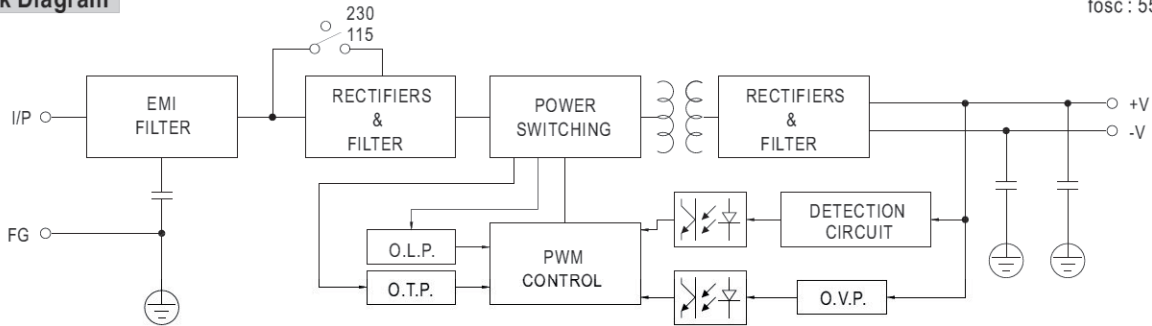 Diagram
fosc : 55
230
115
I/P
EMI
FILTER
RECTIFIERS
&
FILTER
POWER
SWITCHING
RECTIFIERS
&
FILTER
+V
-V
FG
O.L.P.
O.T.P.
PWM
CONTROL
DETECTION
CIRCUIT
O.V.P.